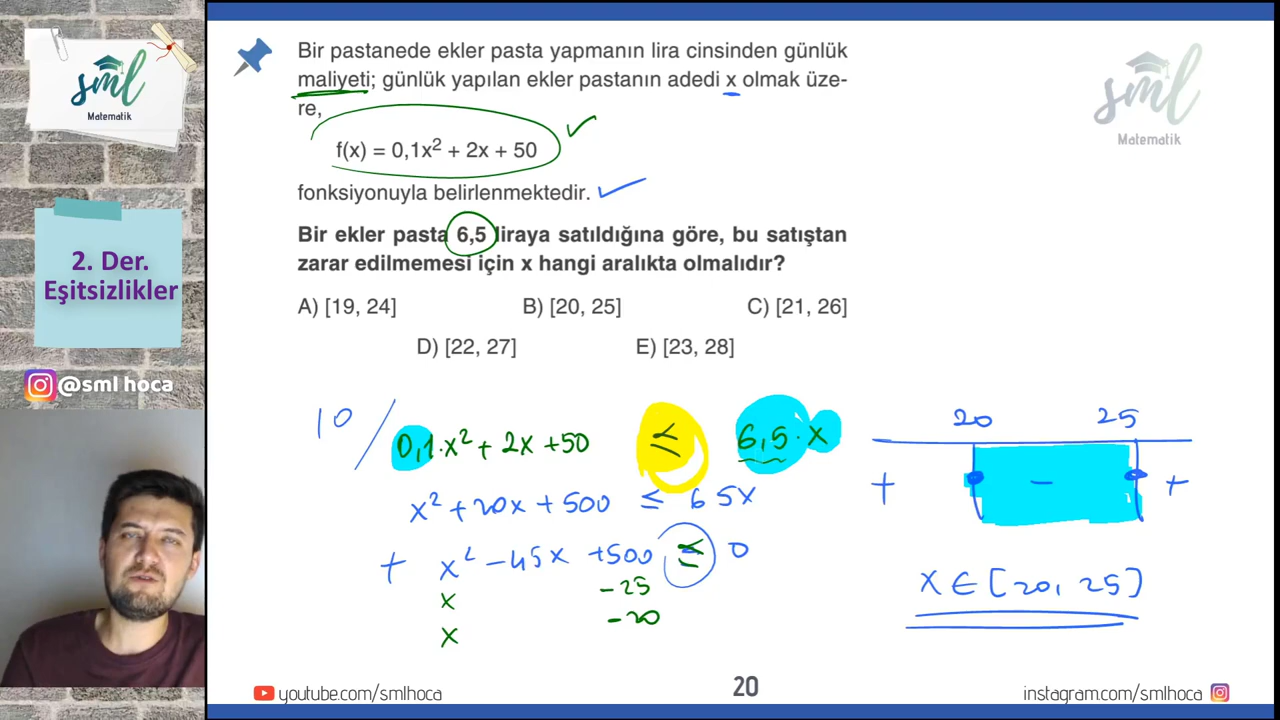 sml
Matematik
2. Der.
Eşitsizlikler
@sml hoca
Bir pastanede ekler pasta yapmanın lira cinsinden günlük
maliyeti; günlük yapılan ekler pastanın adedi x olmak üze-
re,
f(x) = 0,1x² + 2x + 50
fonksiyonuyla belirlenmektedir.
Bir ekler pasta 6,5 liraya satıldığına göre, bu satıştan
zarar edilmemesi için x hangi aralıkta olmalıdır?
A) [19, 24] B) [20, 25] C) [21, 26]
D) [22, 27] E) [23, 28]
sml
Matematik
10 / 0,1·x² + 2x + 50 ≤ 6,5·x
x² + 20x + 500 ≤ 65x
+ x² - 45x + 500 ≤ 0
x -25
x -20
20 25
+ - +
x ∈ [20, 25]
youtube.com/smlhoca
20
instagram.com/smlhoca